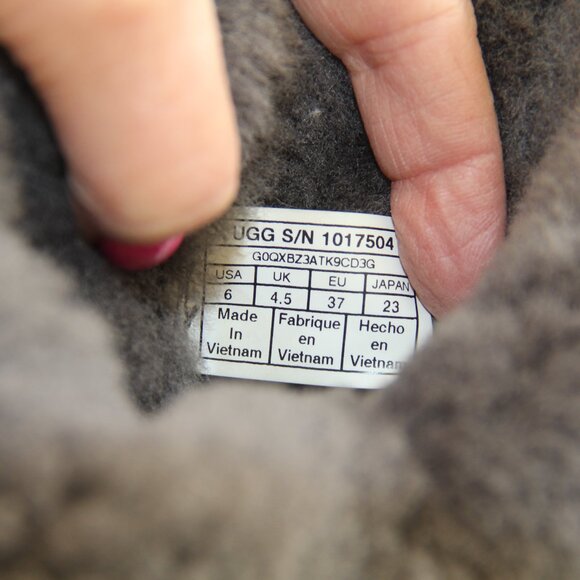 UGG S/N 1017504
G0QXBZ3ATK9CD3G
USA UK EU JAPAN
6 4.5 37 23
Made Fabrique Hecho
In en en
Vietnam Vietnam Vietnam